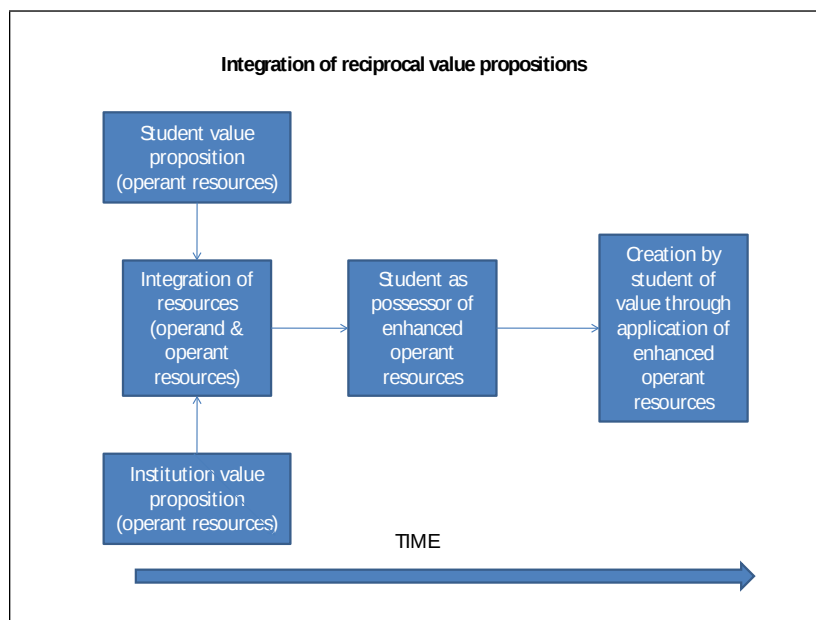 Integration of reciprocal value propositions
Student value
proposition
(operant resources)
Integration of
resources
(operand &
operant
resources)
Student as
possessor of
enhanced
operant
resources
Creation by
student of
value through
application of
enhanced
operant
resources
Institution value
proposition
(operant resources)
TIME